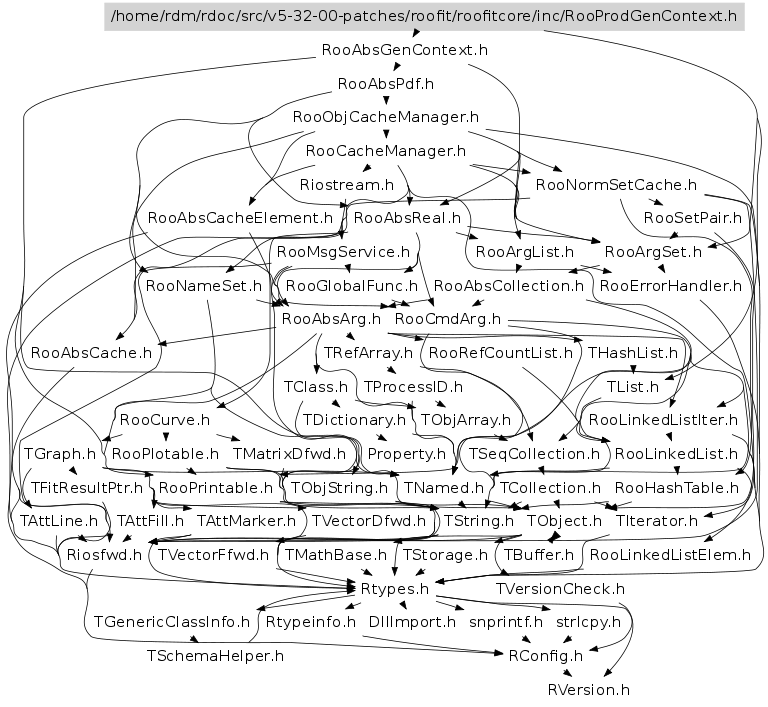 /home/rdm/rdoc/src/v5-32-00-patches/roofit/roofitcore/inc/RooProdGenContext.h
RooAbsGenContext.h
RooAbsPdf.h
RooObjCacheManager.h
RooCacheManager.h
Riostream.h RooNormSetCache.h
RooAbsCacheElement.h RooAbsReal.h RooSetPair.h
RooMsgService.h RooArgList.h RooArgSet.h
RooNameSet.h RooGlobalFunc.h RooAbsCollection.h RooErrorHandler.h
RooAbsArg.h RooCmdArg.h
RooAbsCache.h TRefArray.h RooRefCountList.h THashList.h
TClass.h TProcessID.h TList.h
RooCurve.h TDictionary.h TObjArray.h RooLinkedListIter.h
TGraph.h RooPlotable.h TMatrixDfwd.h Property.h TSeqCollection.h RooLinkedList.h
TFitResultPtr.h RooPrintable.h TObjString.h TNamed.h TCollection.h RooHashTable.h
TAttLine.h TAttFill.h TAttMarker.h TVectorDfwd.h TString.h TObject.h TIterator.h
Riosfwd.h TVectorFfwd.h TMathBase.h TStorage.h TBuffer.h RooLinkedListElem.h
Rtypes.h TVersionCheck.h
TGenericClassInfo.h Rtypeinfo.h DllImport.h snprintf.h strlcpy.h
TSchemaHelper.h RConfig.h
RVersion.h